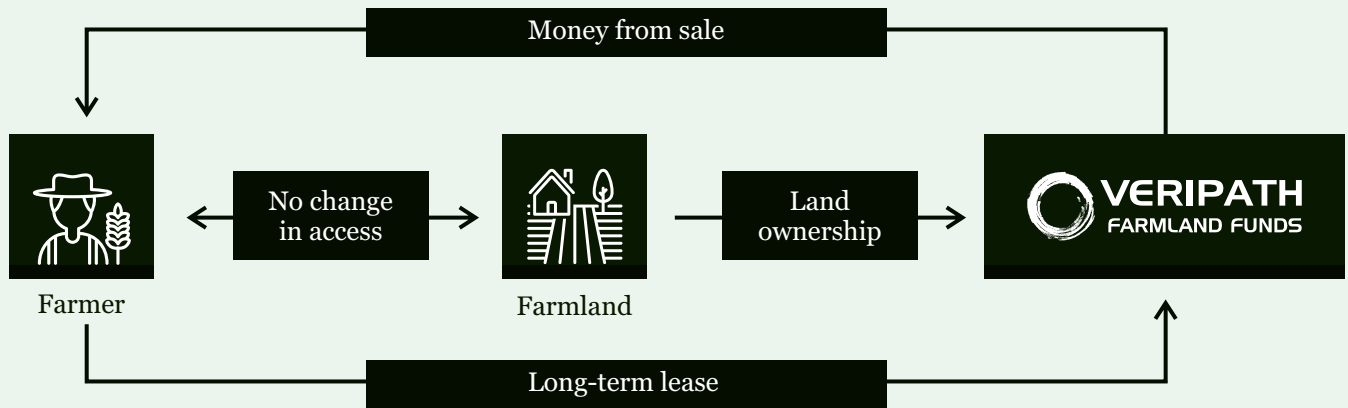 Money from sale
No change
in access
Land
ownership
VERIPATH
FARMLAND FUNDS
Farmer
Farmland
Long-term lease